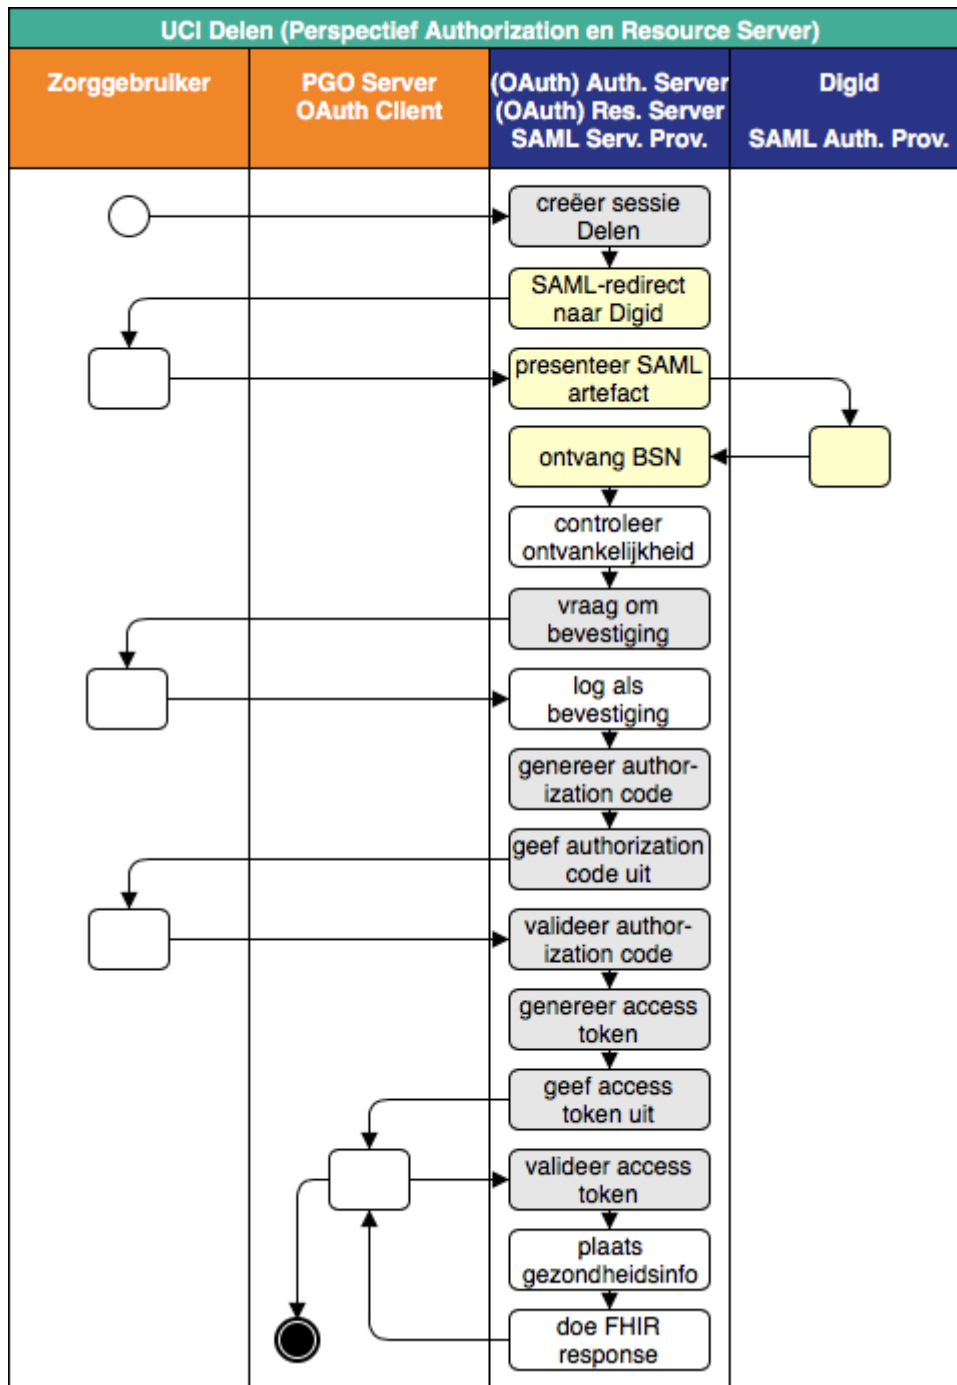 UCI Delen (Perspectief Authorization en Resource Server)
Zorggebruiker
PGO Server
OAuth Client
(OAuth) Auth. Server
(OAuth) Res. Server
SAML Serv. Prov.
Digid
SAML Auth. Prov.
creëer sessie
Delen
SAML-redirect
naar Digid
presenteer SAML
artefact
ontvang BSN
controleer
ontvankelijkheid
vraag om
bevestiging
log als
bevestiging
genereer author-
ization code
geef authorization
code uit
valideer author-
ization code
genereer access
token
geef access
token uit
valideer access
token
plaats
gezondheidsinfo
doe FHIR
response